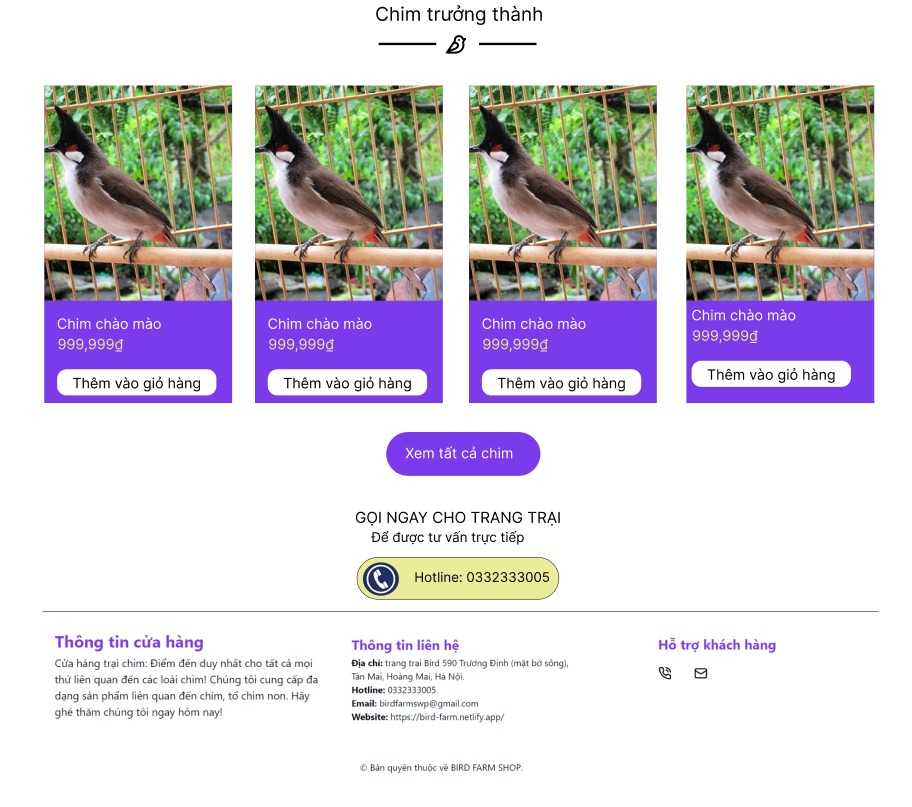 Chim trưởng thành
Chim chào mào
999,999₫
Thêm vào giỏ hàng
Chim chào mào
999,999₫
Thêm vào giỏ hàng
Chim chào mào
999,999₫
Thêm vào giỏ hàng
Chim chào mào
999,999₫
Thêm vào giỏ hàng
Xem tất cả chim
GỌI NGAY CHO TRANG TRẠI
Để được tư vấn trực tiếp
Hotline: 0332333005
Thông tin cửa hàng
Cửa hàng trại chim: Điểm đến duy nhất cho tất cả mọi
thứ liên quan đến các loài chim! Chúng tôi cung cấp đa
dạng sản phẩm liên quan đến chim, tổ chim non. Hãy
ghé thăm chúng tôi ngay hôm nay!
Thông tin liên hệ
Địa chỉ: trang trại Bird 590 Trương Định (mặt bờ sông),
Tân Mai, Hoàng Mai, Hà Nội.
Hotline: 0332333005
Email: birdfarmswp@gmail.com
Website: https://bird-farm.netlify.app/
Hỗ trợ khách hàng
© Bản quyền thuộc về BIRD FARM SHOP.